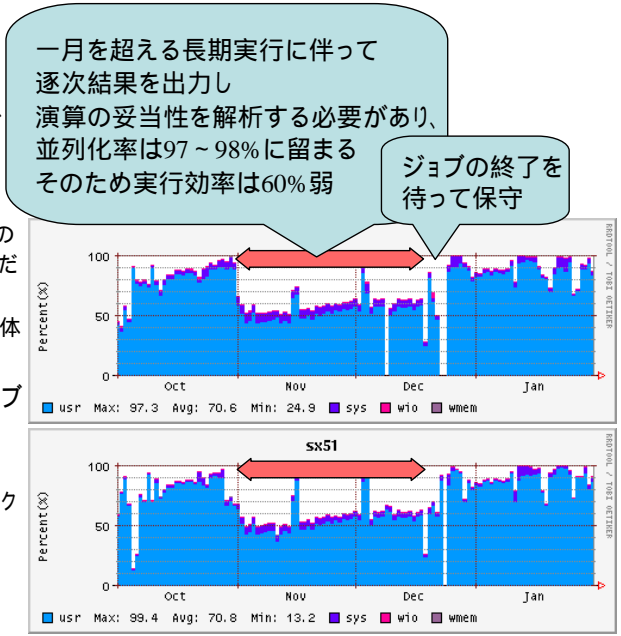 一月を超える長期実行に伴って
逐次結果を出力し
演算の妥当性を解析する必要があり、
並列化率は97～98%に留まる
そのため実行効率は60%弱
ジョブの終了を
待って保守
の
だ
体
ブ
ク
Percent(%)
100
50
0
Oct Nov Dec Jan
usr Max: 97.3 Avg: 70.6 Min: 24.9 sys wio wmem
RRDTOOL / TOBI OETIKER
sx51
Percent(%)
100
50
0
Oct Nov Dec Jan
usr Max: 99.4 Avg: 70.8 Min: 13.2 sys wio wmem
RRDTOOL / TOBI OETIKER